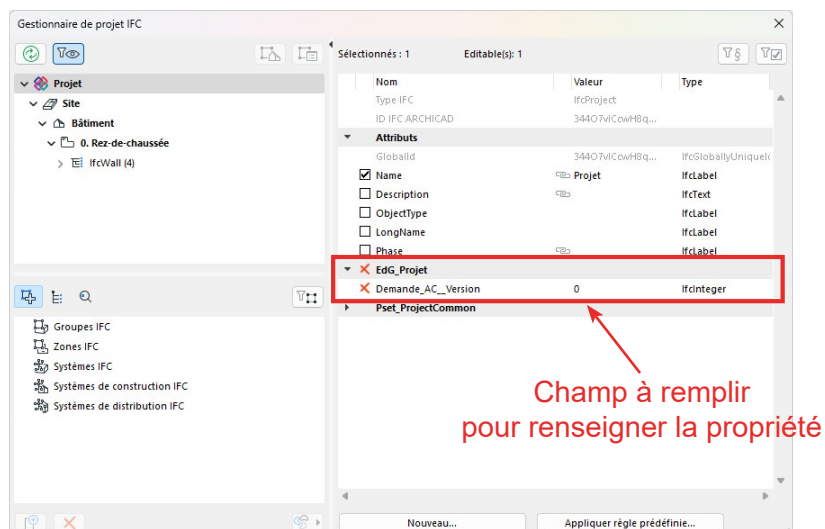 Gestionnaire de projet IFC
Sélectionnés : 1 Editable(s): 1
Projet
Site
Bâtiment
0. Rez-de-chaussée
IfcWall (4)
Nom Valeur Type
Type IFC IfcProject
ID IFC ARCHICAD 344O7vICowH8q...
Attributs
GlobalId 344O7vICowH8q... IfcGloballyUniqueIc
Name Projet IfcLabel
Description IfcText
ObjectType IfcLabel
LongName IfcLabel
Phase IfcLabel
EdG_Projet
Demande_AC__Version 0 IfcInteger
Pset_ProjectCommon
Groupes IFC
Zones IFC
Systèmes IFC
Systèmes de construction IFC
Systèmes de distribution IFC
Champ à remplir
pour renseigner la propriété
Nouveau... Appliquer règle prédéfinie...